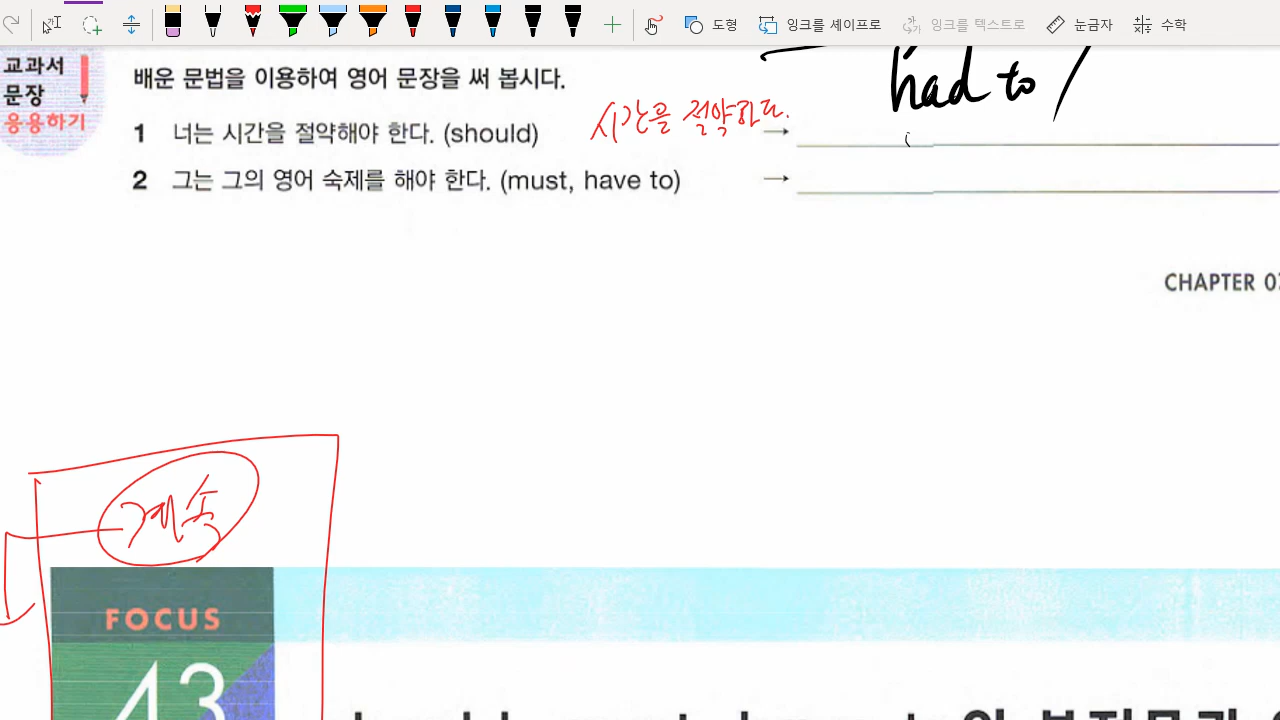 도형
잉크를 셰이프로
잉크를 텍스트로
눈금자
수학
had to /
교과서
문장
응용하기
배운 문법을 이용하여 영어 문장을 써 봅시다.
시간을 절약하다.
1 너는 시간을 절약해야 한다. (should) →
2 그는 그의 영어 숙제를 해야 한다. (must, have to) →
CHAPTER 07
계속
FOCUS
43